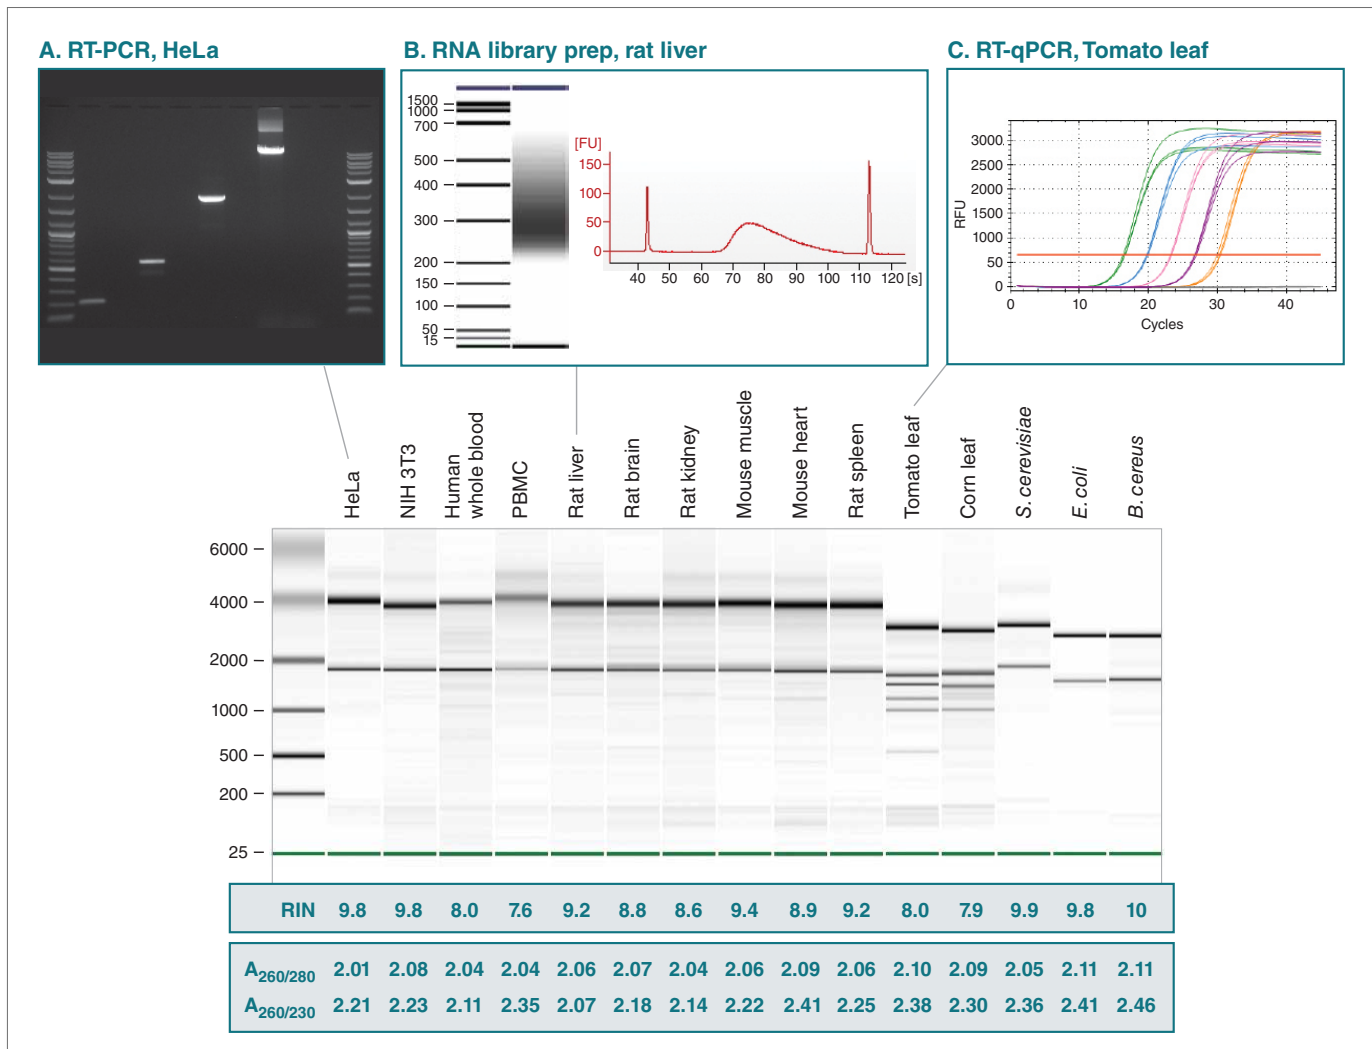 A. RT-PCR, HeLa
B. RNA library prep, rat liver
C. RT-qPCR, Tomato leaf
1500
1000
700
500
400
300
200
150
100
50
15
[FU]
150
100
50
0
40 50 60 70 80 90 100 110 120 [s]
RFU
3000
2500
2000
1500
1000
50
0
0 10 20 30 40
Cycles
HeLa
NIH 3T3
Human
whole blood
PBMC
Rat liver
Rat brain
Rat kidney
Mouse muscle
Mouse heart
Rat spleen
Tomato leaf
Corn leaf
S. cerevisiae
E. coli
B. cereus
6000
4000
2000
1000
500
200
25
RIN 9.8 9.8 8.0 7.6 9.2 8.8 8.6 9.4 8.9 9.2 8.0 7.9 9.9 9.8 10
A260/280 2.01 2.08 2.04 2.04 2.06 2.07 2.04 2.06 2.09 2.06 2.10 2.09 2.05 2.11 2.11
A260/230 2.21 2.23 2.11 2.35 2.07 2.18 2.14 2.22 2.41 2.25 2.38 2.30 2.36 2.41 2.46